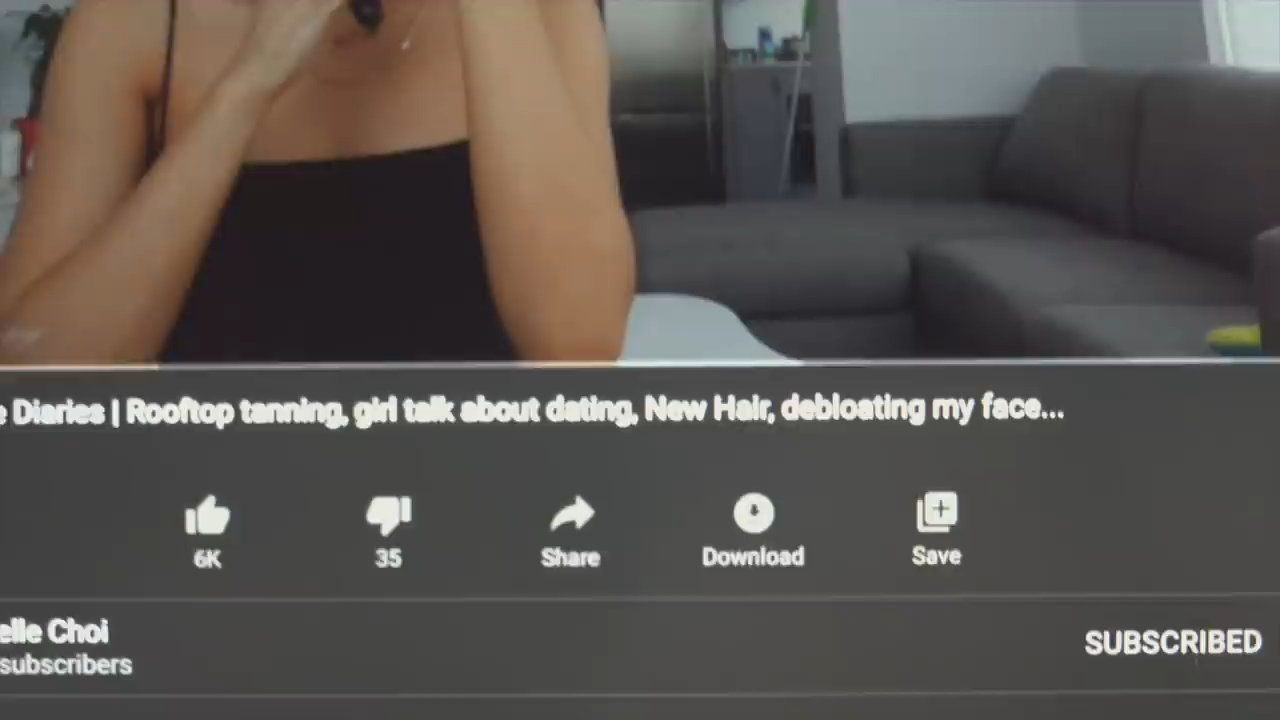 e Diaries | Rooftop tanning, girl talk about dating, New Hair, debloating my face...
6K 35 Share Download Save
elle Choi
subscribers
SUBSCRIBED